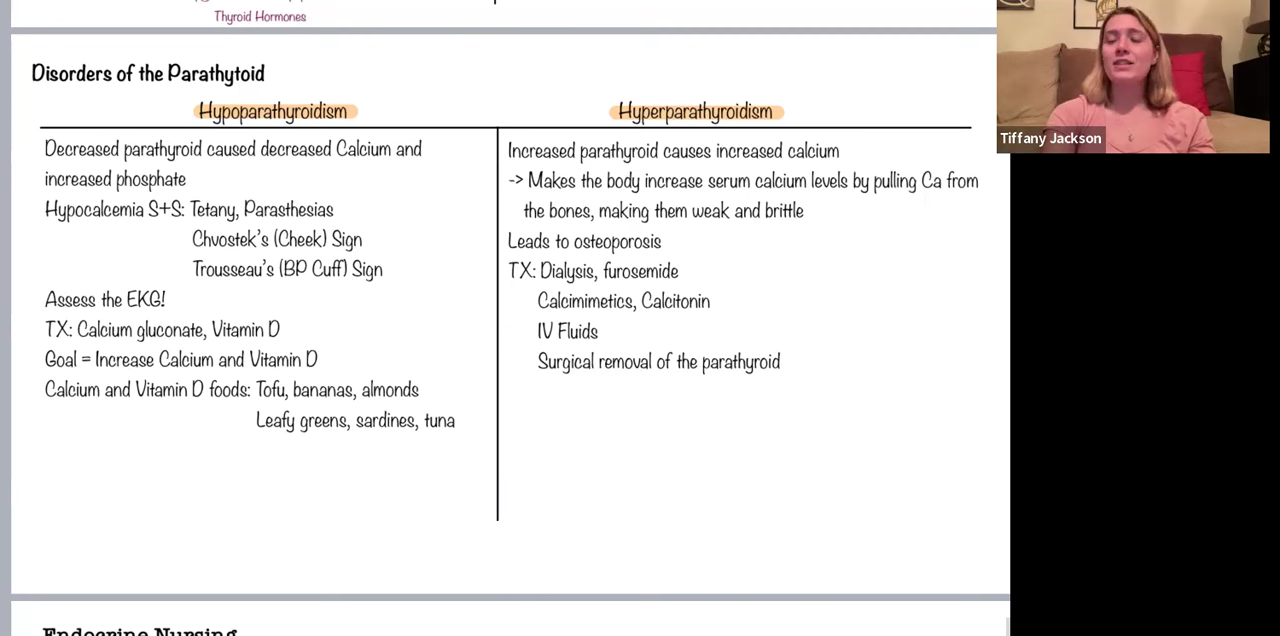 Thyroid Hormones
Tiffany Jackson
Disorders of the Parathytoid
Hypoparathyroidism
Decreased parathyroid caused decreased Calcium and
increased phosphate
Hypocalcemia S+S: Tetany, Parasthesias
Chvostek's (Cheek) Sign
Trousseau's (BP Cuff) Sign
Assess the EKG!
TX: Calcium gluconate, Vitamin D
Goal = Increase Calcium and Vitamin D
Calcium and Vitamin D foods: Tofu, bananas, almonds
Leafy greens, sardines, tuna
Hyperparathyroidism
Increased parathyroid causes increased calcium
-> Makes the body increase serum calcium levels by pulling Ca from
the bones, making them weak and brittle
Leads to osteoporosis
TX: Dialysis, furosemide
Calcimimetics, Calcitonin
IV Fluids
Surgical removal of the parathyroid
Endocrine Nursing